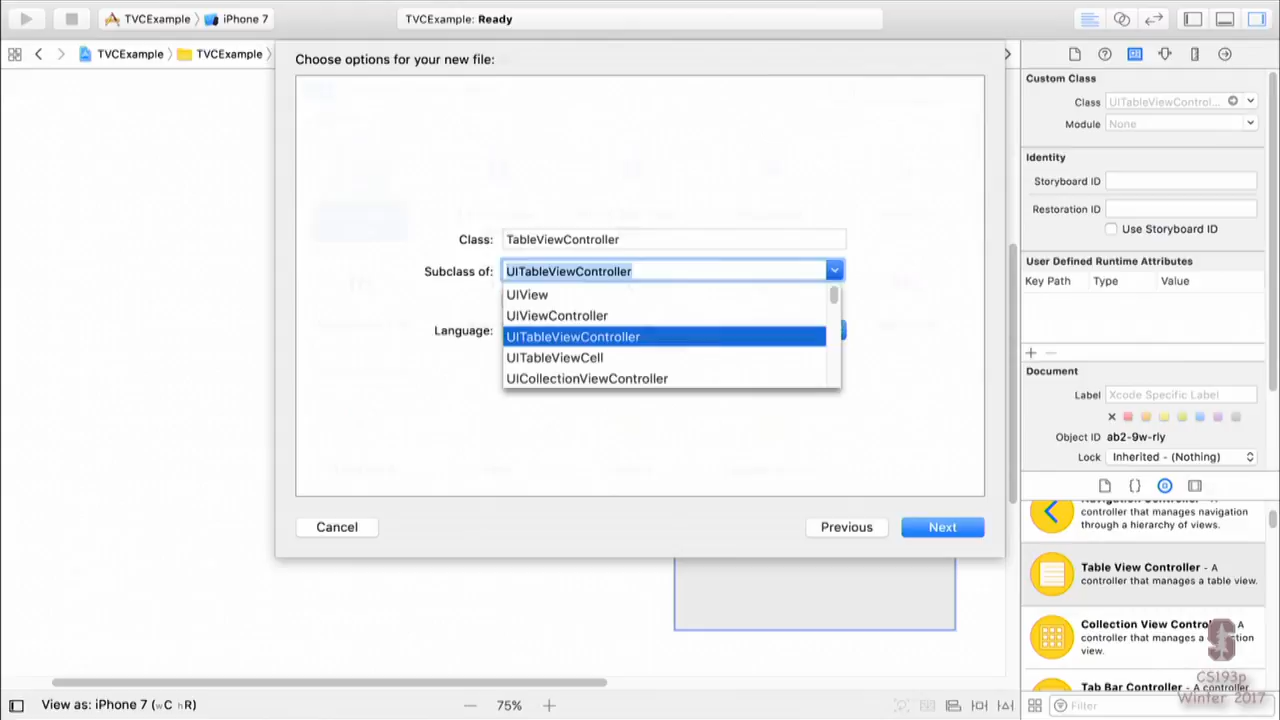 TVCExample
iPhone 7
TVCExample: Ready
TVCExample
TVCExample
Choose options for your new file:
Class: TableViewController
Subclass of: UITableViewController
UIView
UIViewController
Language:
UITableViewController
UITableViewCell
UICollectionViewController
Cancel
Previous
Next
Custom Class
Class UITableViewControl...
Module None
Identity
Storyboard ID
Restoration ID
Use Storyboard ID
User Defined Runtime Attributes
Key Path Type Value
Document
Label Xcode Specific Label
Object ID ab2-9w-rly
Lock Inherited - (Nothing)
controller that manages navigation
through a hierarchy of views.
Table View Controller - A
controller that manages a table view.
Collection View Contro
A
controller that manages a
view.
Tab Bar Controller - A controller
CS193p
Winter 2017
View as: iPhone 7 (wC hR)
75%
Filter